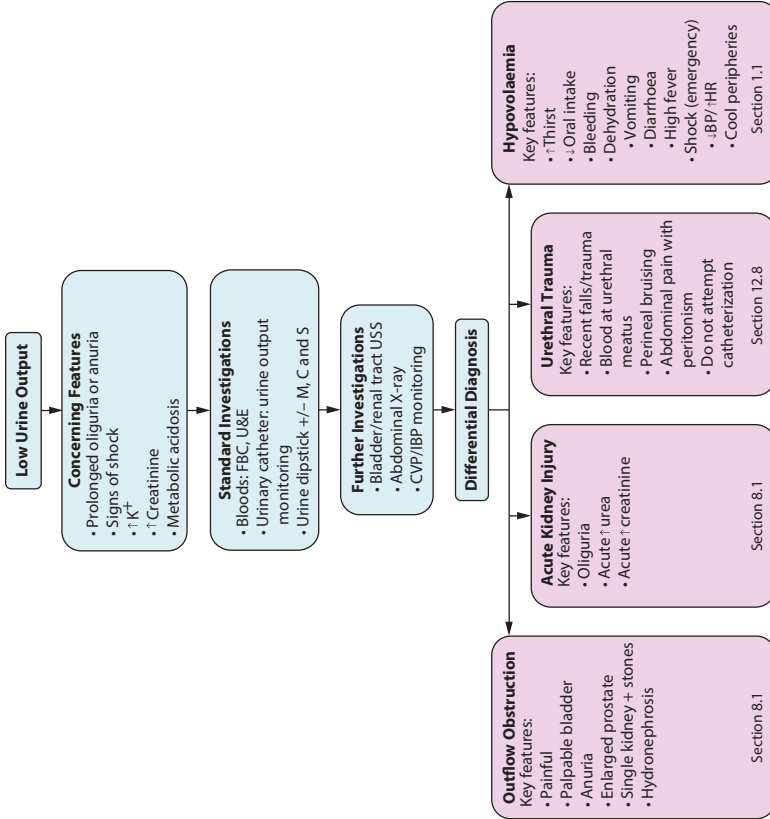 Low Urine Output
Concerning Features
• Prolonged oliguria or anuria
• Signs of shock
• ↑K+
• ↑Creatinine
• Metabolic acidosis
Standard Investigations
• Bloods: FBC, U&E
• Urinary catheter: urine output
monitoring
• Urine dipstick +/− M, C and S
Further Investigations
• Bladder/renal tract USS
• Abdominal X-ray
• CVP/IBP monitoring
Differential Diagnosis
Outflow Obstruction
Key features:
• Painful
• Palpable bladder
• Anuria
• Enlarged prostate
• Single kidney + stones
• Hydronephrosis
Section 8.1
Acute Kidney Injury
Key features:
• Oliguria
• Acute↑urea
• Acute↑creatinine
Section 8.1
Urethral Trauma
Key features:
• Recent falls/trauma
• Blood at urethral
meatus
• Perineal bruising
• Abdominal pain with
peritonism
• Do not attempt
catheterization
Section 12.8
Hypovolaemia
Key features:
• ↑Thirst
• ↓Oral intake
• Bleeding
• Dehydration
• Vomiting
• Diarrhoea
• High fever
• Shock (emergency)
• ↓BP/↑HR
• Cool peripheries
Section 1.1